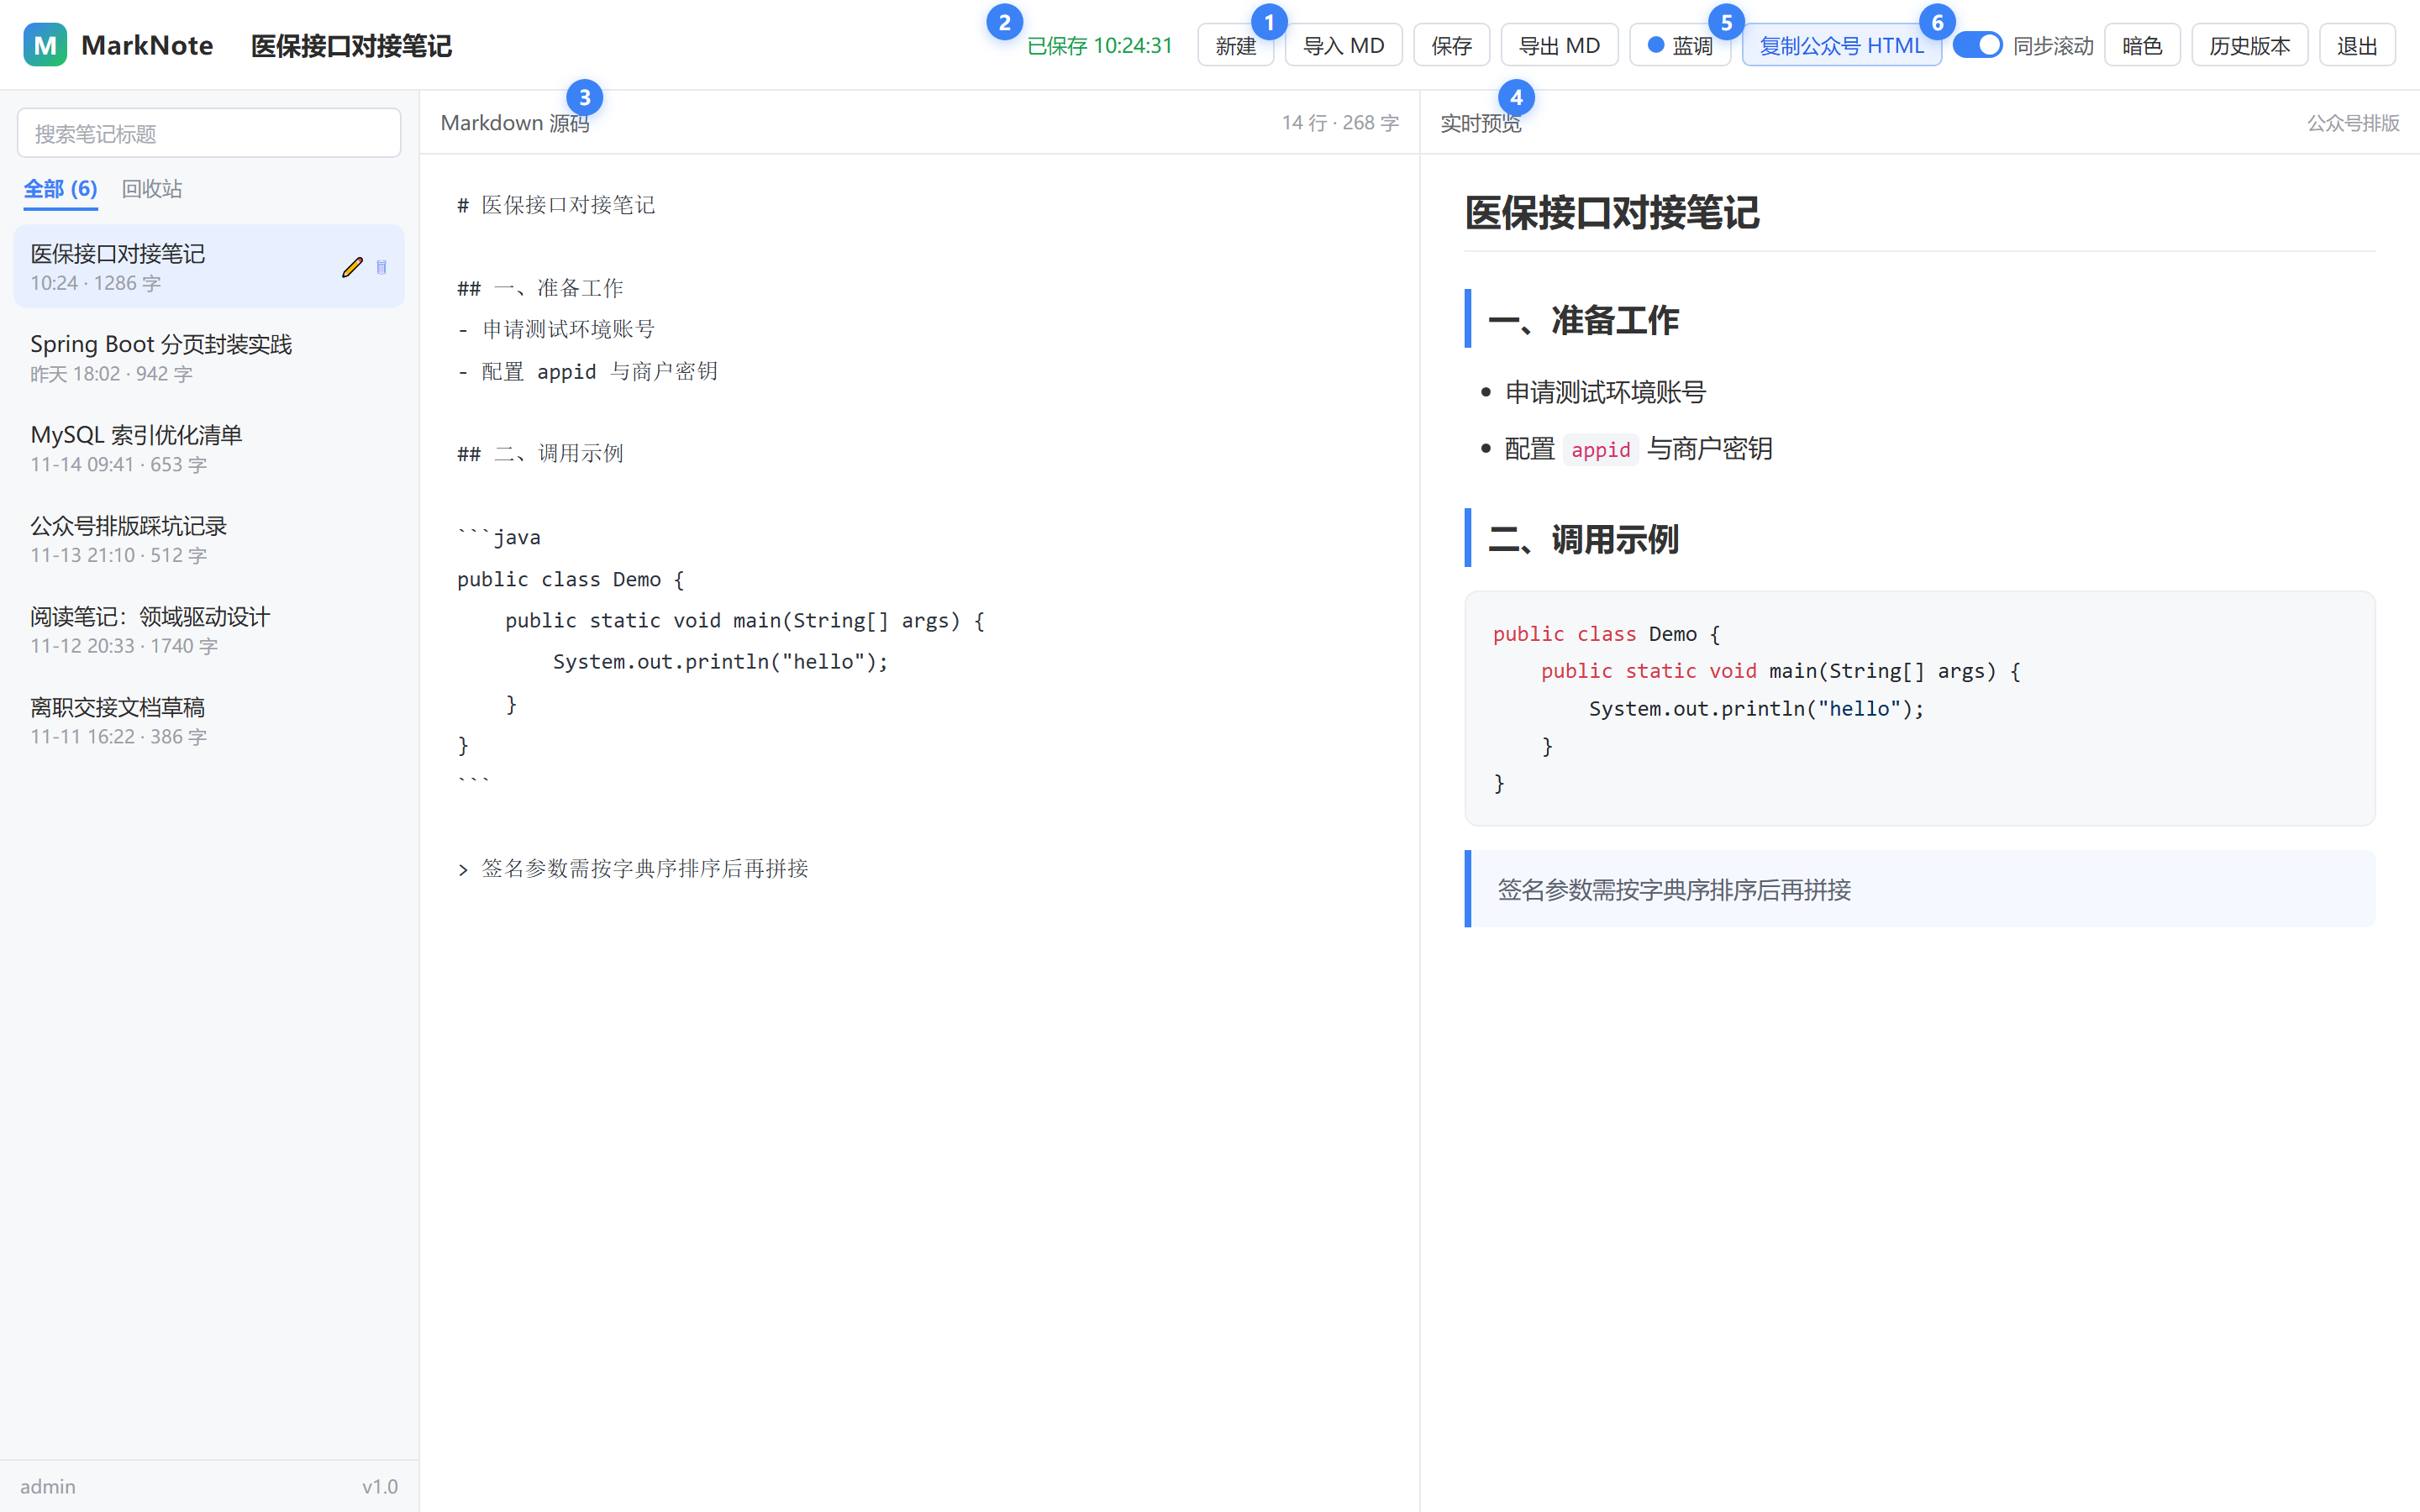 M MarkNote 医保接口对接笔记 2 已保存 10:24:31 新建 1 导入 MD 保存 导出 MD 蓝调 5 复制公众号 HTML 6 同步滚动 暗色 历史版本 退出
搜索笔记标题
全部 (6) 回收站
医保接口对接笔记
10:24 · 1286 字
Spring Boot 分页封装实践
昨天 18:02 · 942 字
MySQL 索引优化清单
11-14 09:41 · 653 字
公众号排版踩坑记录
11-13 21:10 · 512 字
阅读笔记：领域驱动设计
11-12 20:33 · 1740 字
离职交接文档草稿
11-11 16:22 · 386 字
admin v1.0
Markdown 源码 3 14 行 · 268 字
# 医保接口对接笔记
## 一、准备工作
- 申请测试环境账号
- 配置 appid 与商户密钥
## 二、调用示例
```java
public class Demo {
    public static void main(String[] args) {
        System.out.println("hello");
    }
}
```
> 签名参数需按字典序排序后再拼接
实时预览 4 公众号排版
医保接口对接笔记
一、准备工作
• 申请测试环境账号
• 配置 appid 与商户密钥
二、调用示例
public class Demo {
    public static void main(String[] args) {
        System.out.println("hello");
    }
}
签名参数需按字典序排序后再拼接